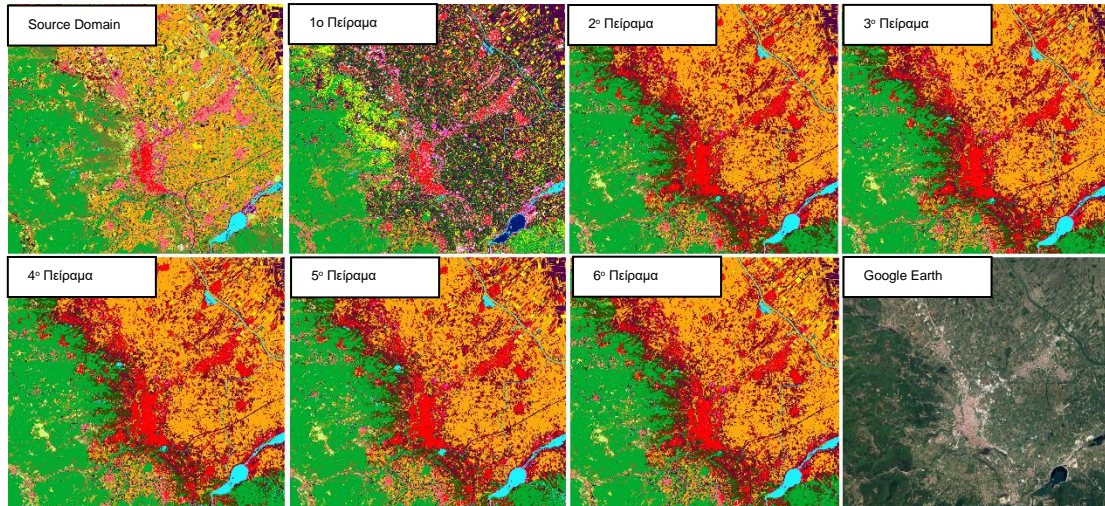 Source Domain
1ο Πείραμα
2ο Πείραμα
3ο Πείραμα
4ο Πείραμα
5ο Πείραμα
6ο Πείραμα
Google Earth